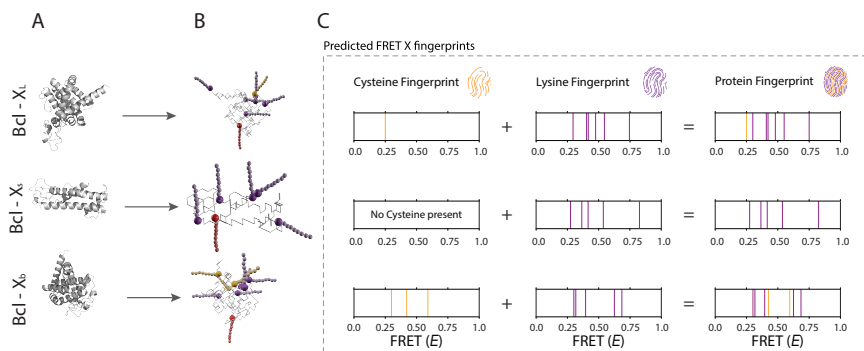 A
B
C
Predicted FRET X fingerprints
Cysteine Fingerprint
Lysine Fingerprint
Protein Fingerprint
Bcl - XL
+
=
0.0 0.25 0.50 0.75 1.0
0.0 0.25 0.50 0.75 1.0
0.0 0.25 0.50 0.75 1.0
Bcl - Xs
No Cysteine present
+
=
0.0 0.25 0.50 0.75 1.0
0.0 0.25 0.50 0.75 1.0
0.0 0.25 0.50 0.75 1.0
Bcl - Xb
+
=
0.0 0.25 0.50 0.75 1.0
0.0 0.25 0.50 0.75 1.0
0.0 0.25 0.50 0.75 1.0
FRET (E)
FRET (E)
FRET (E)